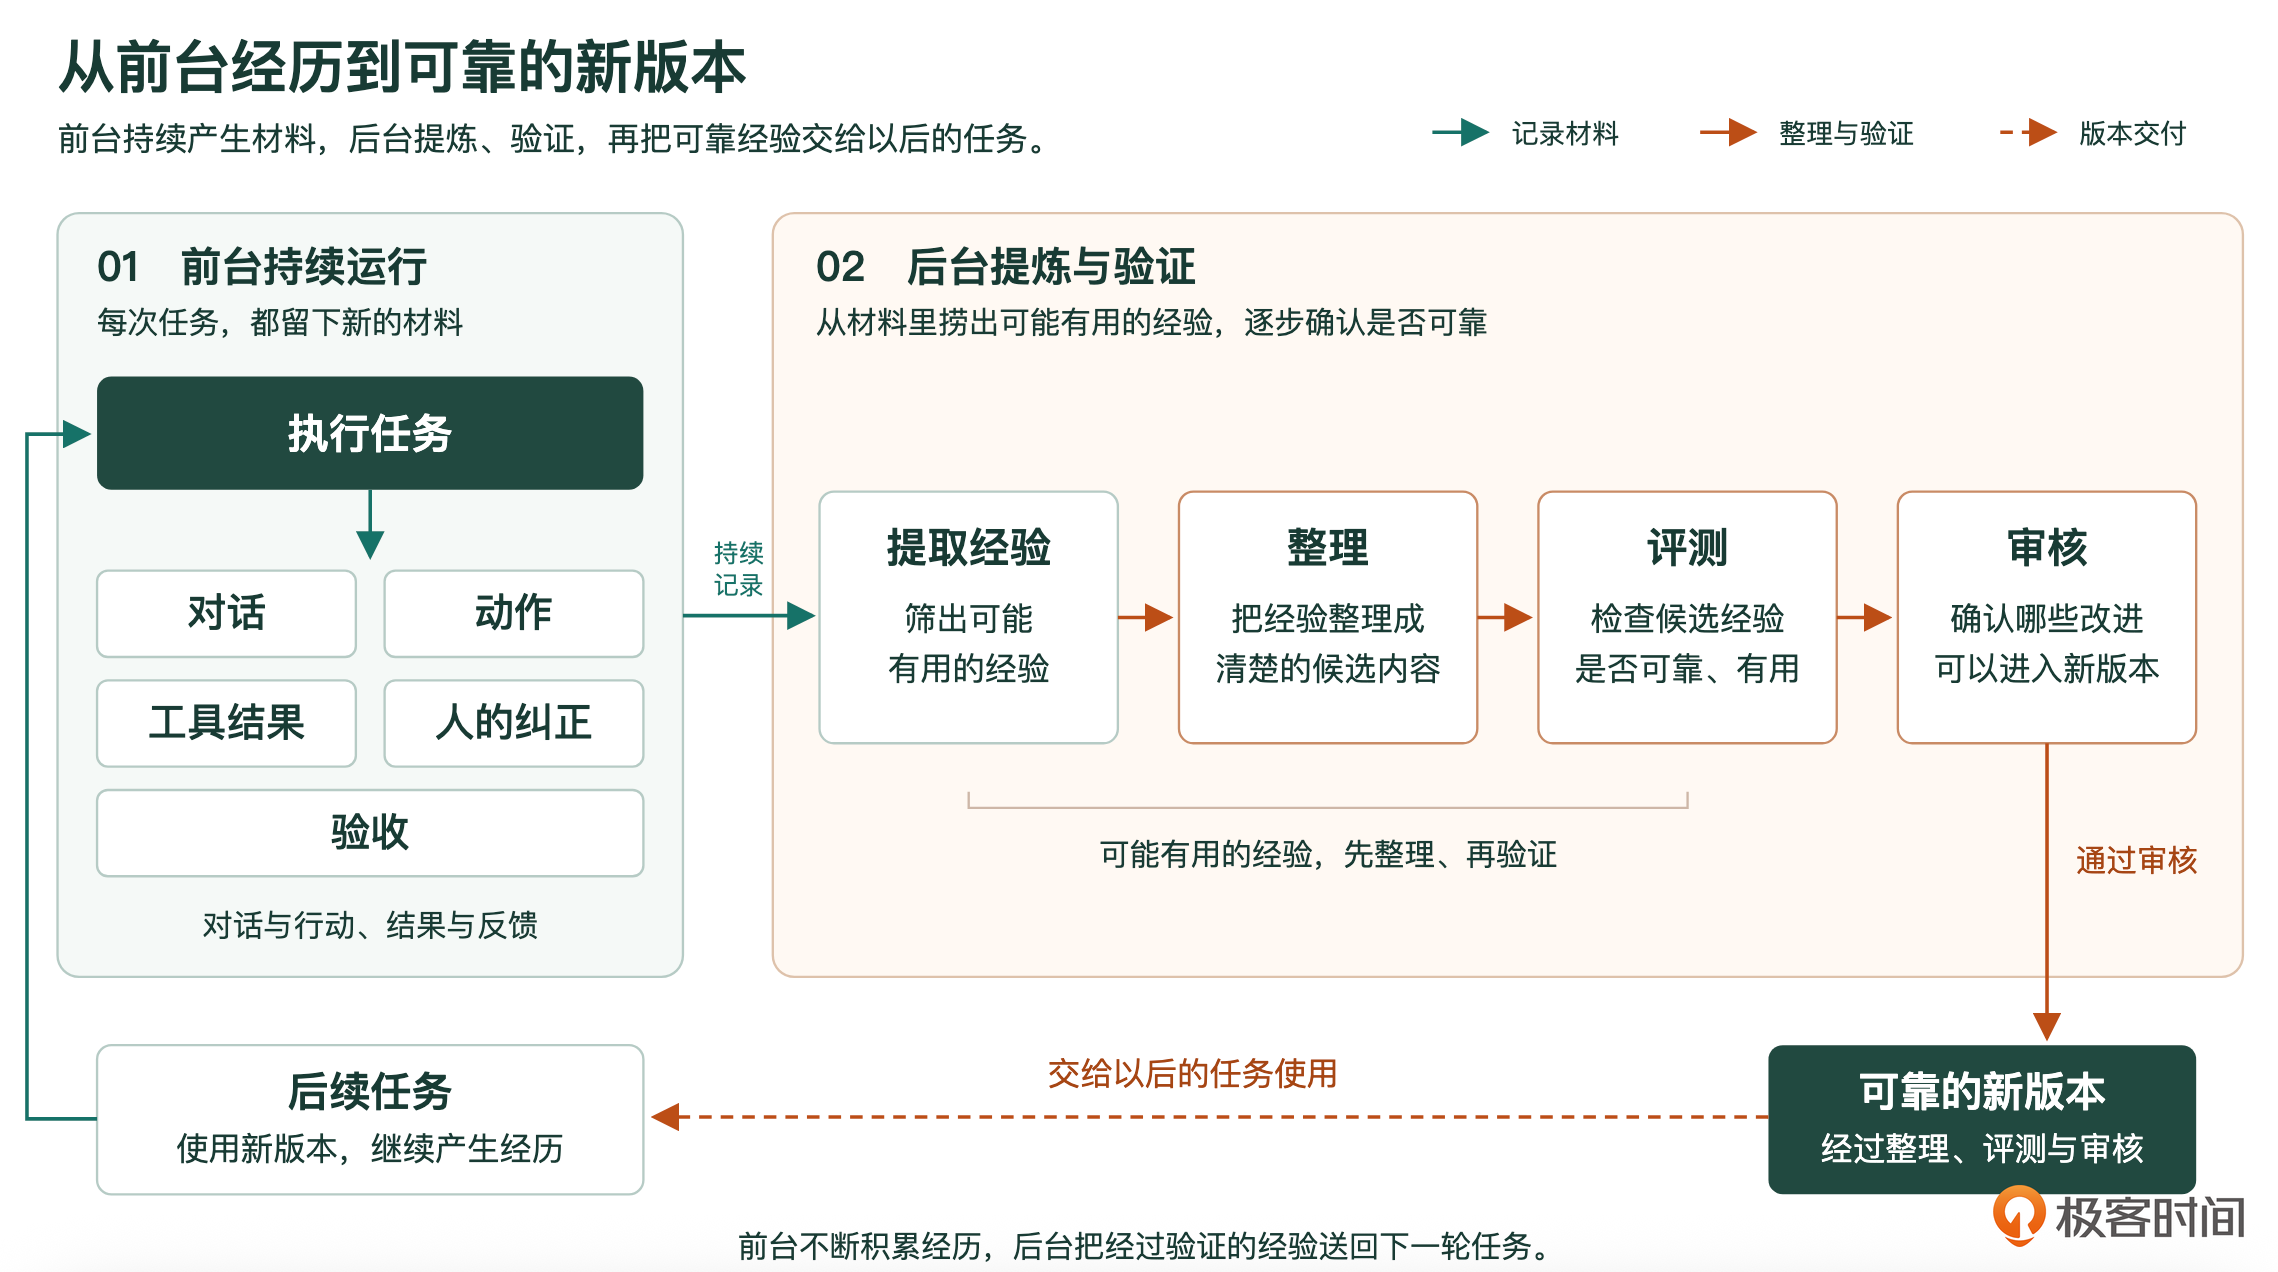 从前台经历到可靠的新版本
前台持续产生材料，后台提炼、验证，再把可靠经验交给以后的任务。
记录材料
整理与验证
版本交付
01 前台持续运行
每次任务，都留下新的材料
执行任务
对话
动作
工具结果
人的纠正
验收
对话与行动、结果与反馈
持续
记录
02 后台提炼与验证
从材料里捞出可能有用的经验，逐步确认是否可靠
提取经验
筛出可能
有用的经验
整理
把经验整理成
清楚的候选内容
评测
检查候选经验
是否可靠、有用
审核
确认哪些改进
可以进入新版本
可能有用的经验，先整理、再验证
通过审核
后续任务
使用新版本，继续产生经历
交给以后的任务使用
可靠的新版本
经过整理、评测与审核
极客时间
前台不断积累经历，后台把经过验证的经验送回下一轮任务。